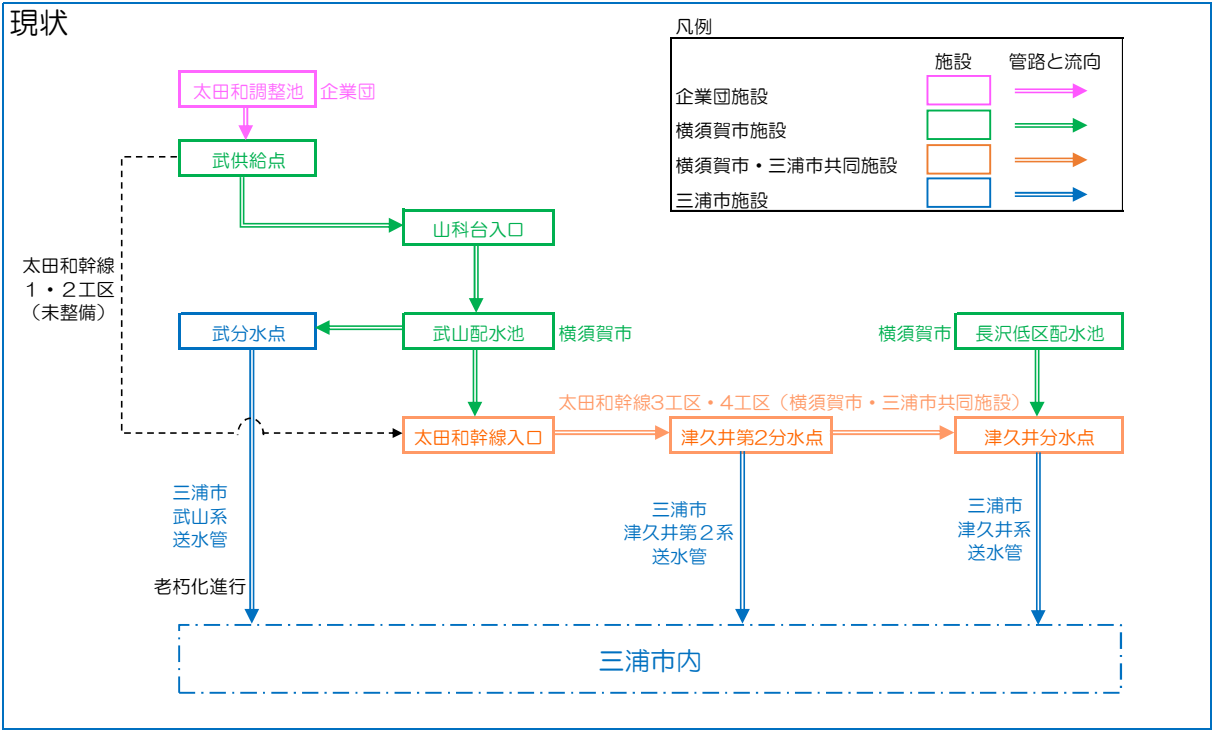 現状
凡例
施設 管路と流向
企業団施設
横須賀市施設
横須賀市・三浦市共同施設
三浦市施設
太田和調整池 企業団
武供給点
山科台入口
太田和幹線
１・２工区
（未整備）
武分水点
武山配水池 横須賀市
横須賀市 長沢低区配水池
太田和幹線3工区・4工区（横須賀市・三浦市共同施設）
太田和幹線入口
津久井第2分水点
津久井分水点
三浦市
武山系
送水管
三浦市
津久井第２系
送水管
三浦市
津久井系
送水管
老朽化進行
三浦市内